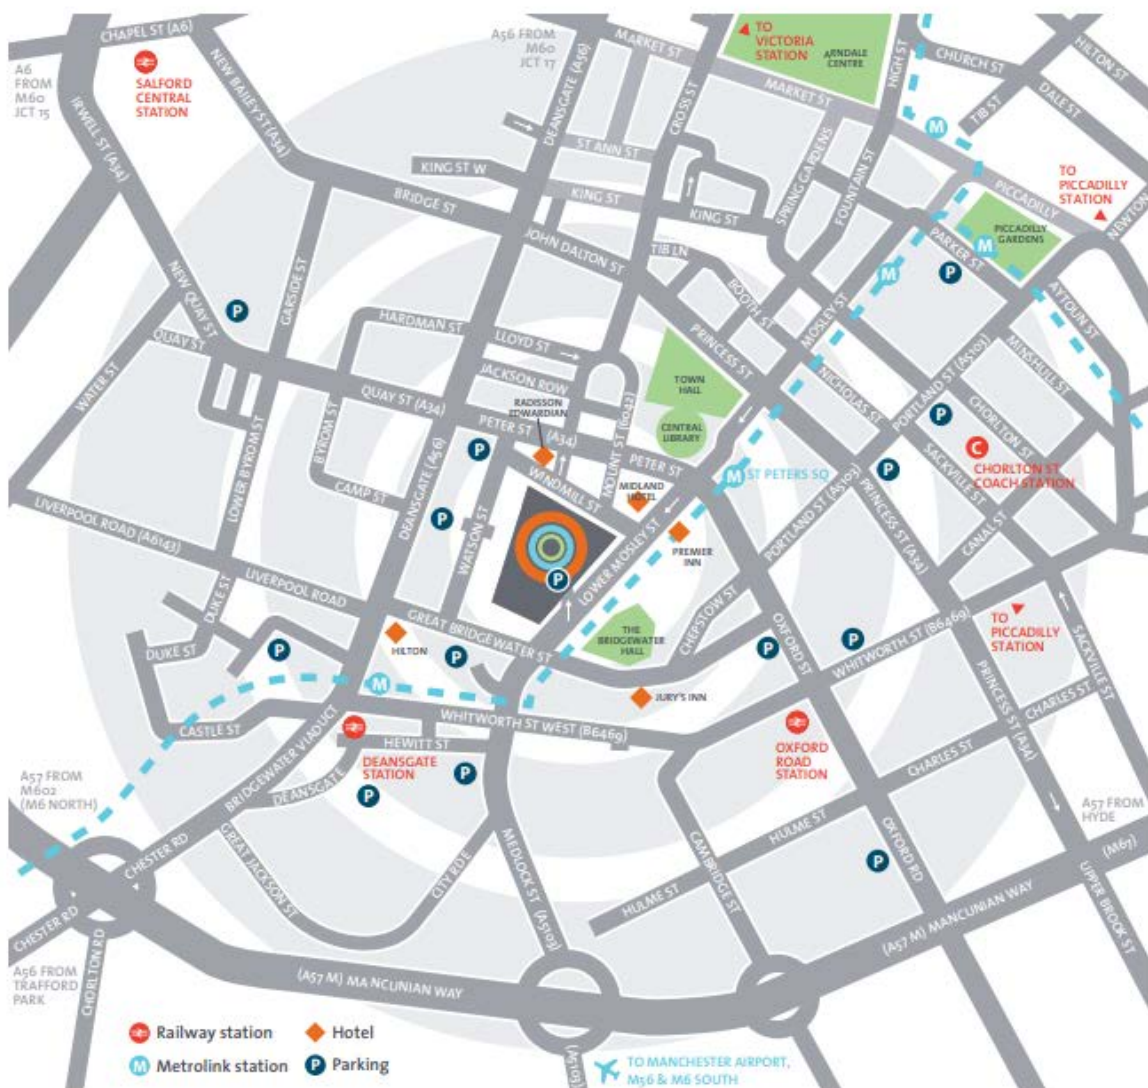 CHAPEL ST (A6)
A6
FROM
M60
JCT 15
SALFORD
CENTRAL
STATION
NEW BAILEY ST (A34)
IRWELL ST (A34)
A56 FROM
M60
JCT 17
DEANSGATE (A56)
MARKET ST
CROSS ST
TO
VICTORIA
STATION
ARNDALE
CENTRE
HIGH ST
CHURCH ST
HILTON ST
DALE ST
TIB ST
MARKET ST
M
ST ANN ST
KING ST W
KING ST
KING ST
SPRING GARDENS
FOUNTAIN ST
PICCADILLY
TO
PICCADILLY
STATION
NEWTON
PICCADILLY
GARDENS
M
PARKER ST
P
M
BRIDGE ST
JOHN DALTON ST
TIB LN
BOOTH ST
MOSLEY ST
AYTOUN ST
MINSHULL ST
NEW QUAY ST
GARSIDE ST
P
HARDMAN ST
LLOYD ST
PRINCESS ST
NICHOLAS ST
PORTLAND ST (A5103)
CHORLTON ST
P
QUAY ST
WATER ST
JACKSON ROW
TOWN
HALL
QUAY ST (A34)
RADISSON
EDWARDIAN
CENTRAL
LIBRARY
SACKVILLE ST
C
CHORLTON ST
COACH STATION
PETER ST
(A34)
MOUNT ST (6042)
PETER ST
BYROM ST
LOWER BYROM ST
P
WINDMILL ST
MIDLAND
HOTEL
M
ST PETERS SQ
P
CAMP ST
DEANSGATE (A56)
P
WATSON ST
PREMIER
INN
PORTLAND ST (A5103)
PRINCESS ST (A34)
CANAL ST
LIVERPOOL ROAD (A6143)
LIVERPOOL ROAD
P
LOWER MOSLEY ST
DUKE ST
GREAT BRIDGEWATER ST
THE
BRIDGEWATER
HALL
CHEPSTOW ST
OXFORD ST
WHITWORTH ST (B6469)
TO
PICCADILLY
STATION
SACKVILLE ST
DUKE ST
P
HILTON
P
P
P
M
JURY'S INN
PRINCESS ST (A34)
CHARLES ST
CASTLE ST
BRIDGEWATER VIADUCT
WHITWORTH ST WEST (B6469)
HEWITT ST
DEANSGATE
STATION
OXFORD
ROAD
STATION
CHARLES ST
A57 FROM
M602
(M6 NORTH)
DEANSGATE
P
P
A57 FROM
HYDE
CHESTER RD
GREAT JACKSON ST
CITY RDE
MEDLOCK ST (A5103)
CAMBRIDGE ST
HULME ST
OXFORD RD
P
(M67)
HULME ST
UPPER BROOK ST
CHESTER RD
CHORLTON RD
(A57 M) MANCUNIAN WAY
A56 FROM
TRAFFORD
PARK
(A57 M) MANCUNIAN WAY
Railway station
Hotel
M Metrolink station
P Parking
(A5103)
TO MANCHESTER AIRPORT,
M56 & M6 SOUTH